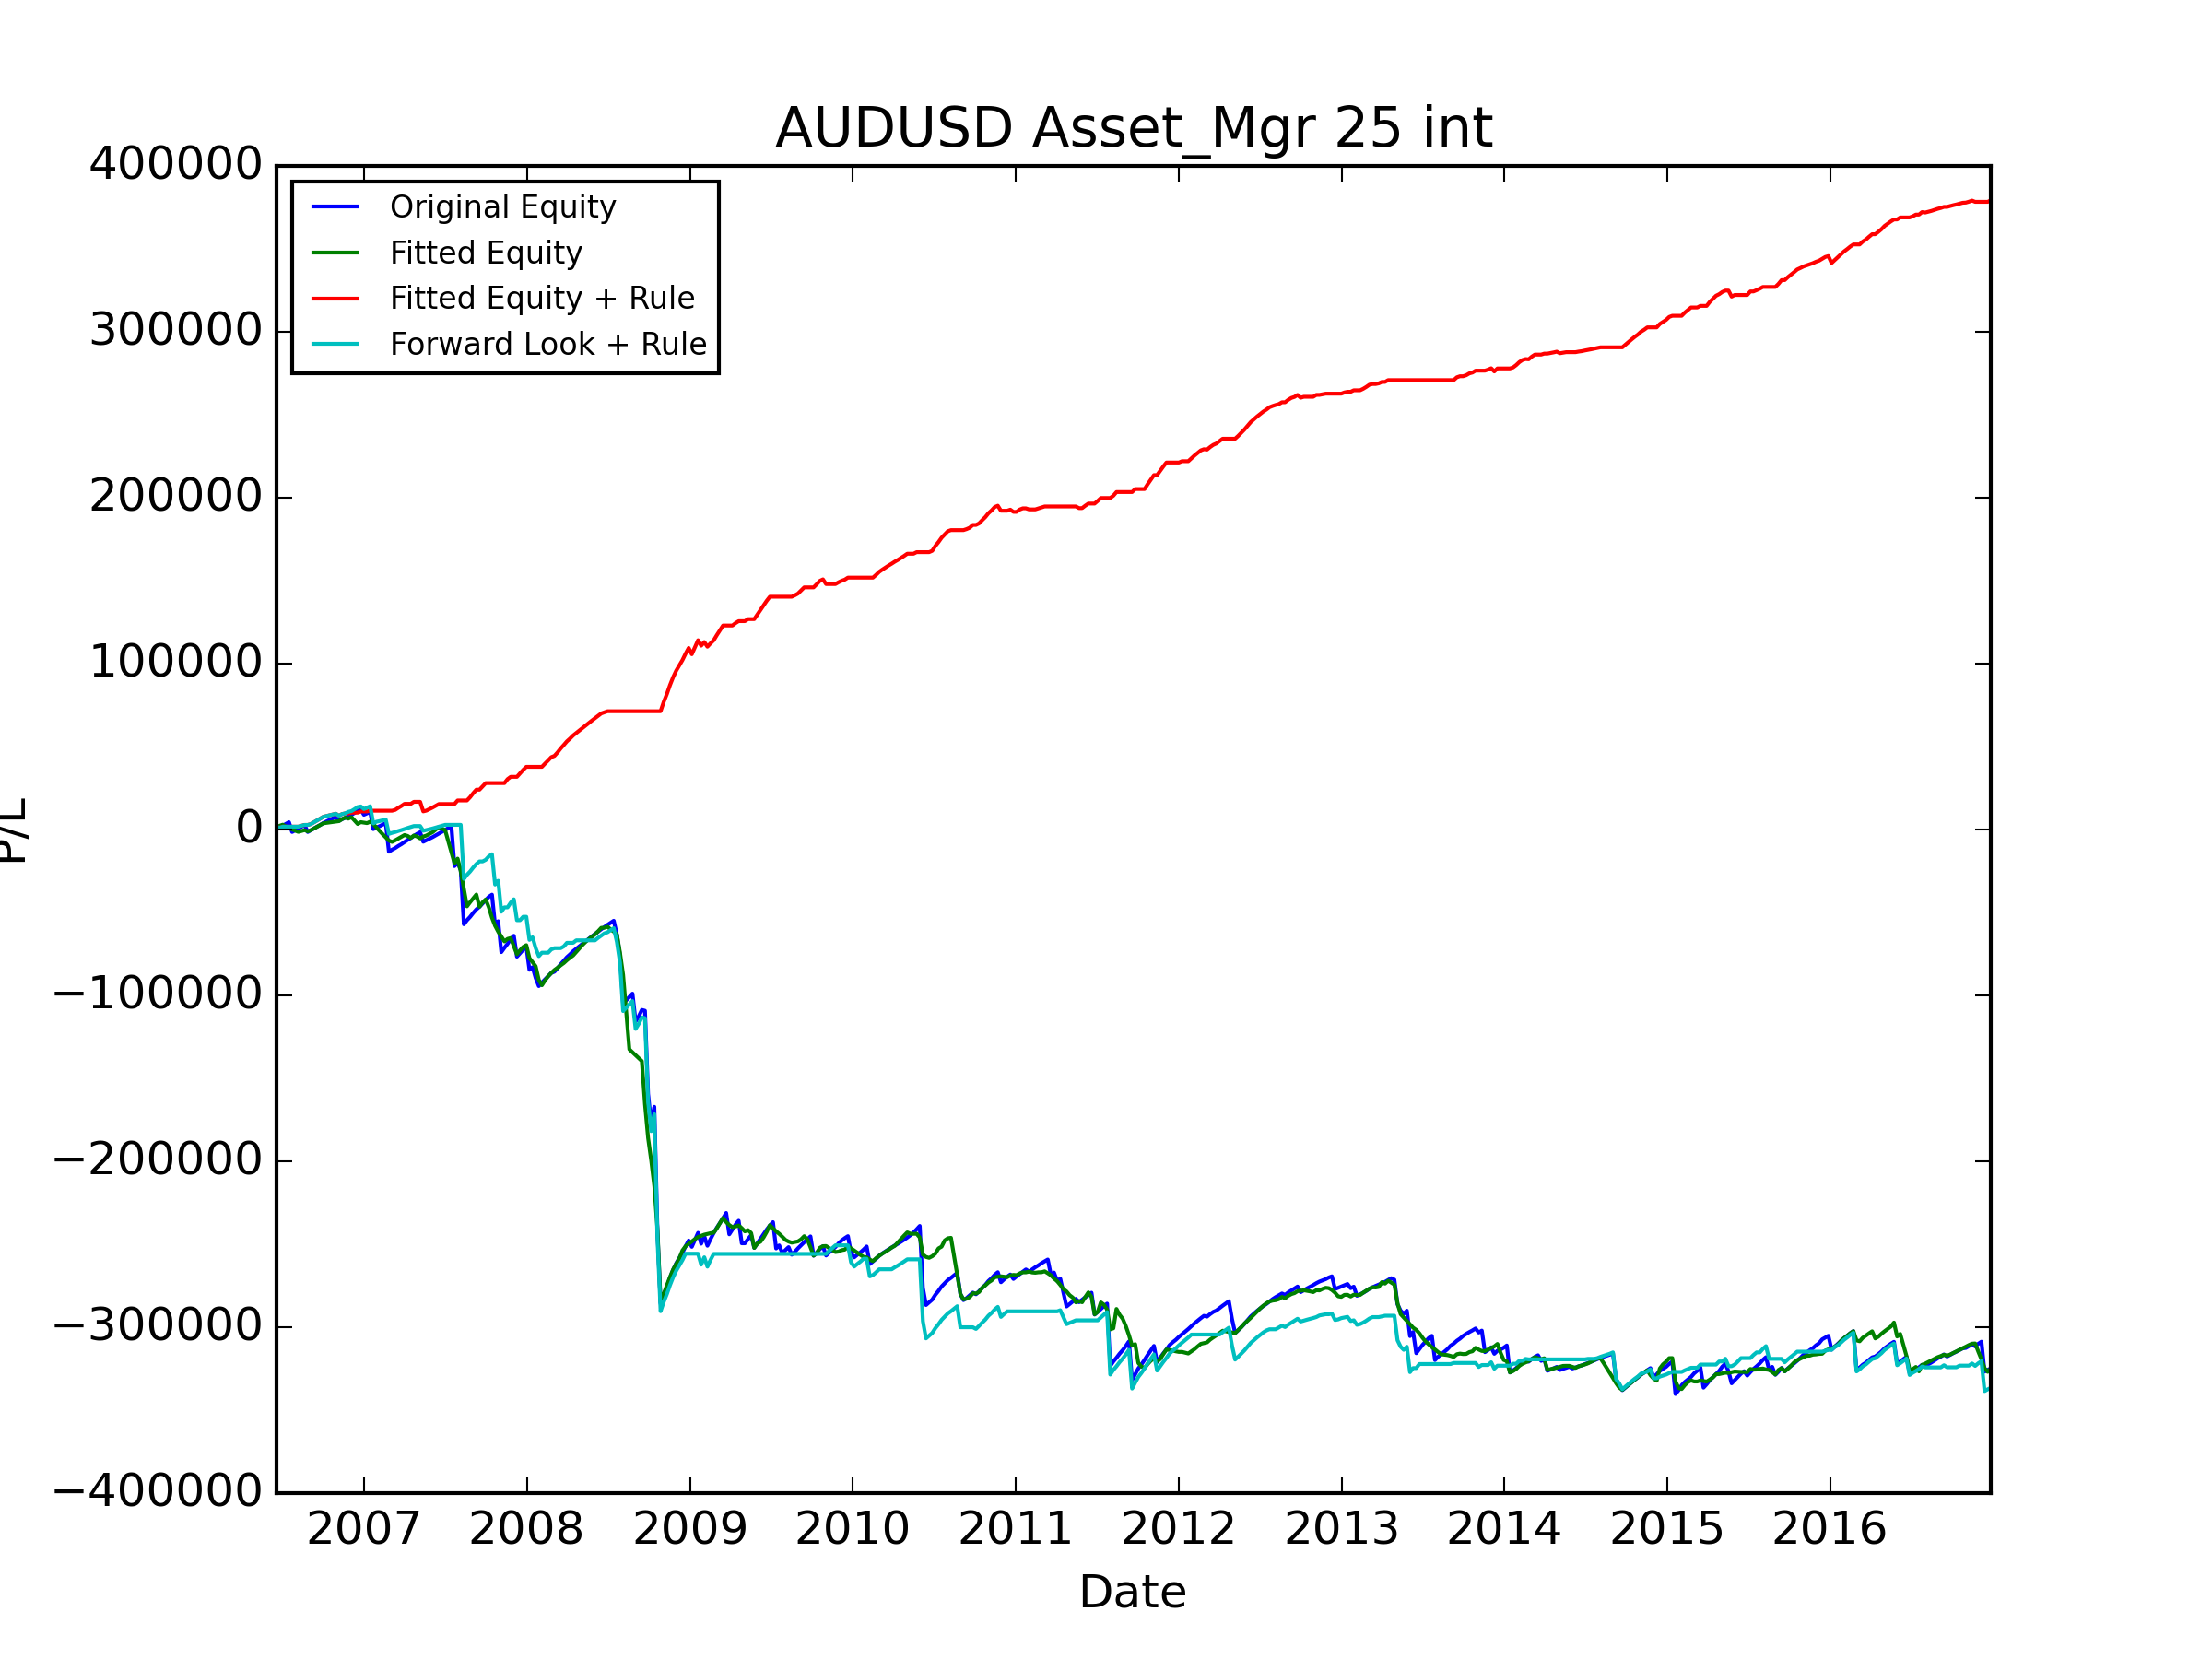 AUDUSD Asset_Mgr 25 int
400000
300000
200000
100000
0
−100000
−200000
−300000
−400000
P/L
Original Equity
Fitted Equity
Fitted Equity + Rule
Forward Look + Rule
2007 2008 2009 2010 2011 2012 2013 2014 2015 2016
Date